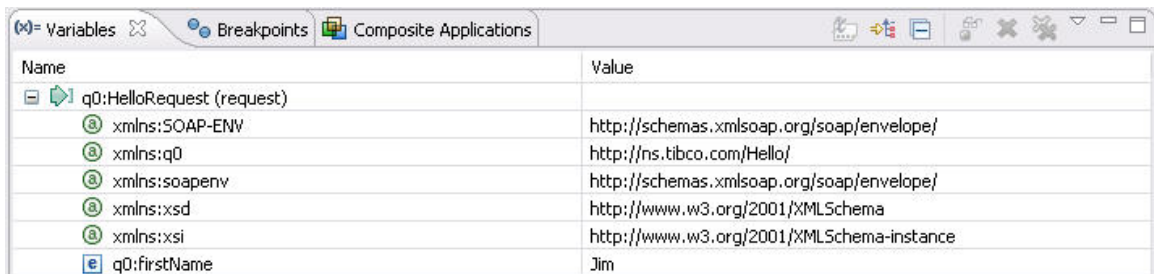 (x)= Variables Breakpoints Composite Applications
Name Value
q0:HelloRequest (request)
a xmlns:SOAP-ENV http://schemas.xmlsoap.org/soap/envelope/
a xmlns:q0 http://ns.tibco.com/Hello/
a xmlns:soapenv http://schemas.xmlsoap.org/soap/envelope/
a xmlns:xsd http://www.w3.org/2001/XMLSchema
a xmlns:xsi http://www.w3.org/2001/XMLSchema-instance
e q0:firstName Jim